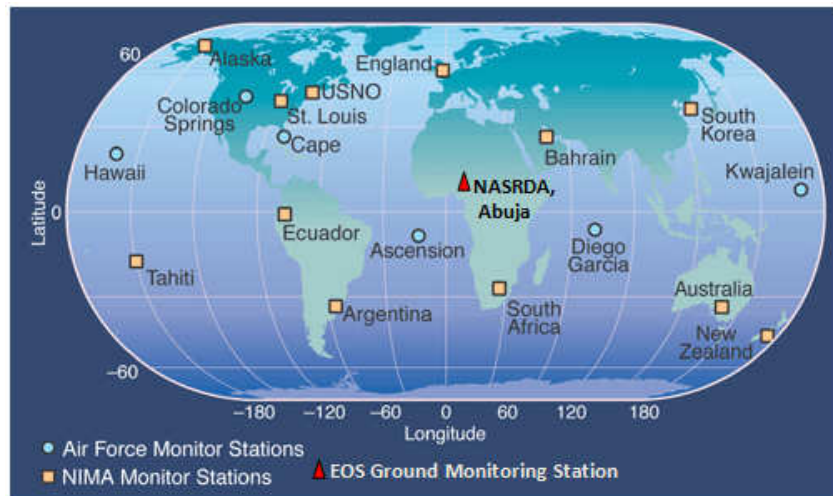 60
Alaska
England
Colorado
Springs
USNO
St. Louis
Cape
South
Korea
Hawaii
Bahrain
Kwajalein
NASRDA,
Abuja
Latitude
0
Ecuador
Ascension
Diego
Garcia
Tahiti
Argentina
South
Africa
Australia
New
Zealand
−60
−180 −120 −60 0 60 120 180
Longitude
Air Force Monitor Stations
NIMA Monitor Stations
EOS Ground Monitoring Station